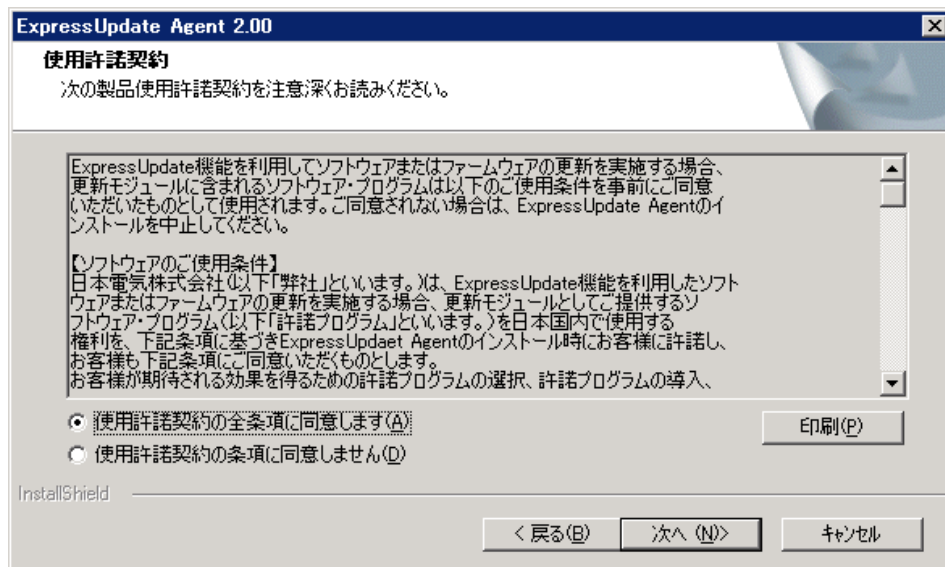 ExpressUpdate Agent 2.00
使用許諾契約
次の製品使用許諾契約を注意深くお読みください。
ExpressUpdate機能を利用してソフトウェアまたはファームウェアの更新を実施する場合、
更新モジュールに含まれるソフトウェア・プログラムは以下のご使用条件を事前にご同意
いただいたものとして使用されます。ご同意されない場合は、ExpressUpdate Agentのイ
ンストールを中止してください。
【ソフトウェアのご使用条件】
日本電気株式会社(以下「弊社」といいます。)は、ExpressUpdate機能を利用したソフト
ウェアまたはファームウェアの更新を実施する場合、更新モジュールとしてご提供するソ
フトウェア・プログラム(以下「許諾プログラム」といいます。)を日本国内で使用する
権利を、下記条項に基づきExpressUpdaet Agentのインストール時にお客様に許諾し、
お客様も下記条項にご同意いただくものとします。
お客様が期待される効果を得るための許諾プログラムの選択、許諾プログラムの導入、
使用許諾契約の全条項に同意します(A)
印刷(P)
使用許諾契約の条項に同意しません(D)
InstallShield
< 戻る(B)
次へ (N)>
キャンセル